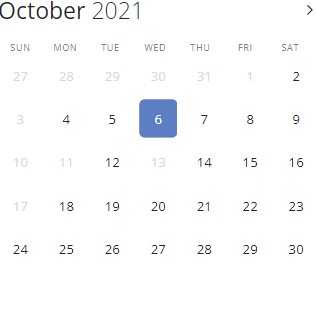 October 2021
SUN MON TUE WED THU FRI SAT
27 28 29 30 31 1 2
3 4 5 6 7 8 9
10 11 12 13 14 15 16
17 18 19 20 21 22 23
24 25 26 27 28 29 30